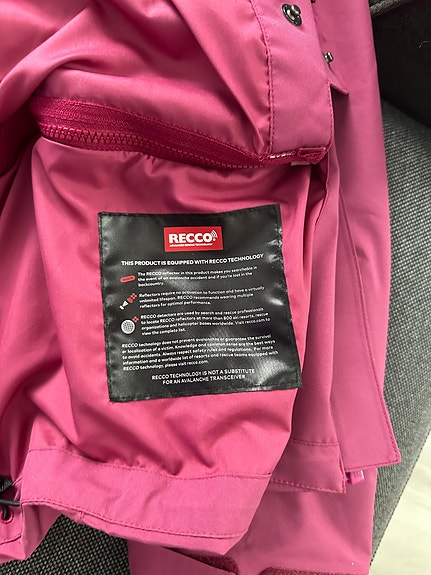 RECCO
ADVANCED RESCUE TECHNOLOGY
THIS PRODUCT IS EQUIPPED WITH RECCO TECHNOLOGY
The RECCO reflector in this product makes you searchable in
the event of an avalanche accident and if you're lost in the
backcountry.
Reflectors require no activation to function and have a virtually
unlimited lifespan. RECCO recommends wearing multiple
reflectors for optimal performance.
RECCO detectors are used by search and rescue professionals
to locate RECCO reflectors at more than 800 ski resorts, rescue
organizations and helicopter bases worldwide. Visit recco.com to
view the complete list.
RECCO technology does not prevent avalanches or guarantee the survival
or localization of a victim. Knowledge and common sense are the best ways
to avoid accidents. Always respect safety rules and regulations. For more
information and a worldwide list of resorts and rescue teams equipped with
RECCO technology, please visit recco.com.
RECCO TECHNOLOGY IS NOT A SUBSTITUTE
FOR AN AVALANCHE TRANSCEIVER